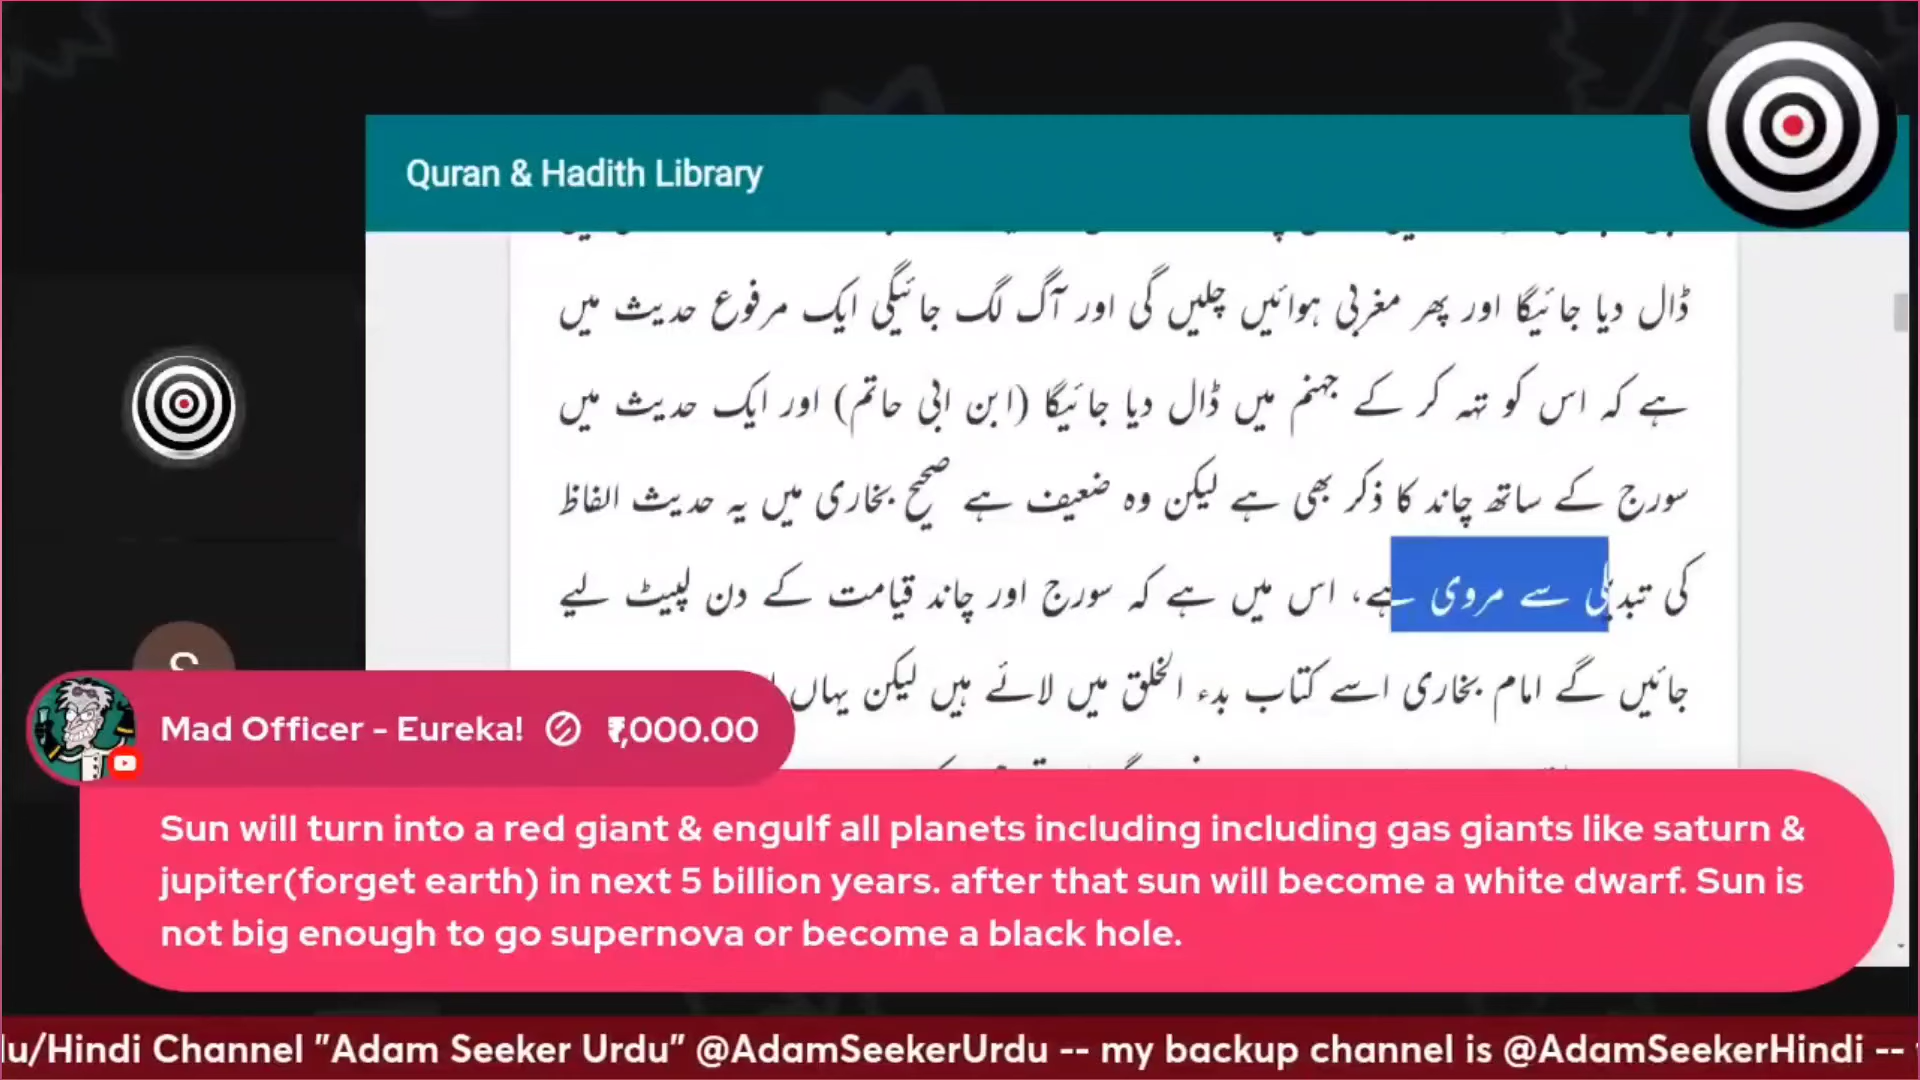 Quran & Hadith Library
ڈال دیا جائیگا اور پھر مغربی ہوائیں چلیں گی اور آگ لگ جائیگی ایک مرفوع حدیث میں
ہے کہ اس کو تہہ کر کے جہنم میں ڈال دیا جائیگا (ابن ابی حاتم) اور ایک حدیث میں
سورج کے ساتھ چاند کا ذکر بھی ہے لیکن وہ ضعیف ہے صحیح بخاری میں یہ حدیث الفاظ
کی تبدیلی سے مروی ہے، اس میں ہے کہ سورج اور چاند قیامت کے دن لپیٹ لیے
جائیں گے امام بخاری اسے کتاب بدء الخلق میں لائے ہیں لیکن یہاں
Mad Officer - Eureka! ₹1,000.00
Sun will turn into a red giant & engulf all planets including including gas giants like saturn &
jupiter(forget earth) in next 5 billion years. after that sun will become a white dwarf. Sun is
not big enough to go supernova or become a black hole.
du/Hindi Channel "Adam Seeker Urdu" @AdamSeekerUrdu -- my backup channel is @AdamSeekerHindi --